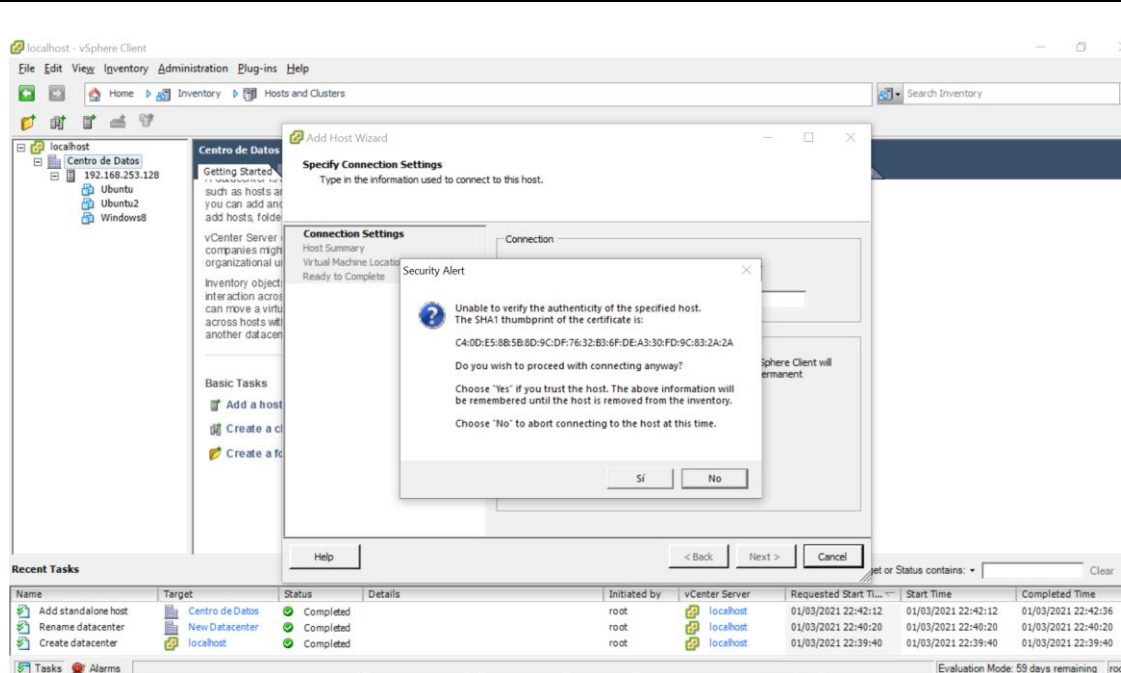 localhost - vSphere Client
File Edit View Inventory Administration Plug-ins Help
Home Inventory Hosts and Clusters
Search Inventory
localhost
Centro de Datos
192.168.253.128
Ubuntu
Ubuntu2
Windows8
Centro de Datos
Getting Started
such as hosts
you can add and
add hosts, folde
vCenter Server
companies migh
organizational
Inventory object
interaction acros
can move a virtu
across hosts
another datacen
Basic Tasks
Add a host
Create a cl
Create a fo
Add Host Wizard
Specify Connection Settings
Type in the information used to connect to this host.
Connection Settings
Host Summary
Virtual Machine Locatio
Ready to Complete
Connection
Sphere Client will
ermanent
Security Alert
Unable to verify the authenticity of the specified host.
The SHA1 thumbprint of the certificate is:
C4:0D:E5:8B:5B:8D:9C:DF:76:32:B3:6F:DE:A3:30:FD:9C:83:2A:2A
Do you wish to proceed with connecting anyway?
Choose "Yes" if you trust the host. The above information will
be remembered until the host is removed from the inventory.
Choose "No" to abort connecting to the host at this time.
Sí No
Help < Back Next > Cancel
Recent Tasks
et or Status contains: Clear
Name Target Status Details Initiated by vCenter Server Requested Start Ti... Start Time Completed Time
Add standalone host Centro de Datos Completed root localhost 01/03/2021 22:42:12 01/03/2021 22:42:12 01/03/2021 22:42:36
Rename datacenter New Datacenter Completed root localhost 01/03/2021 22:40:20 01/03/2021 22:40:20 01/03/2021 22:40:20
Create datacenter localhost Completed root localhost 01/03/2021 22:39:40 01/03/2021 22:39:40 01/03/2021 22:39:40
Tasks Alarms Evaluation Mode: 59 days remaining roo